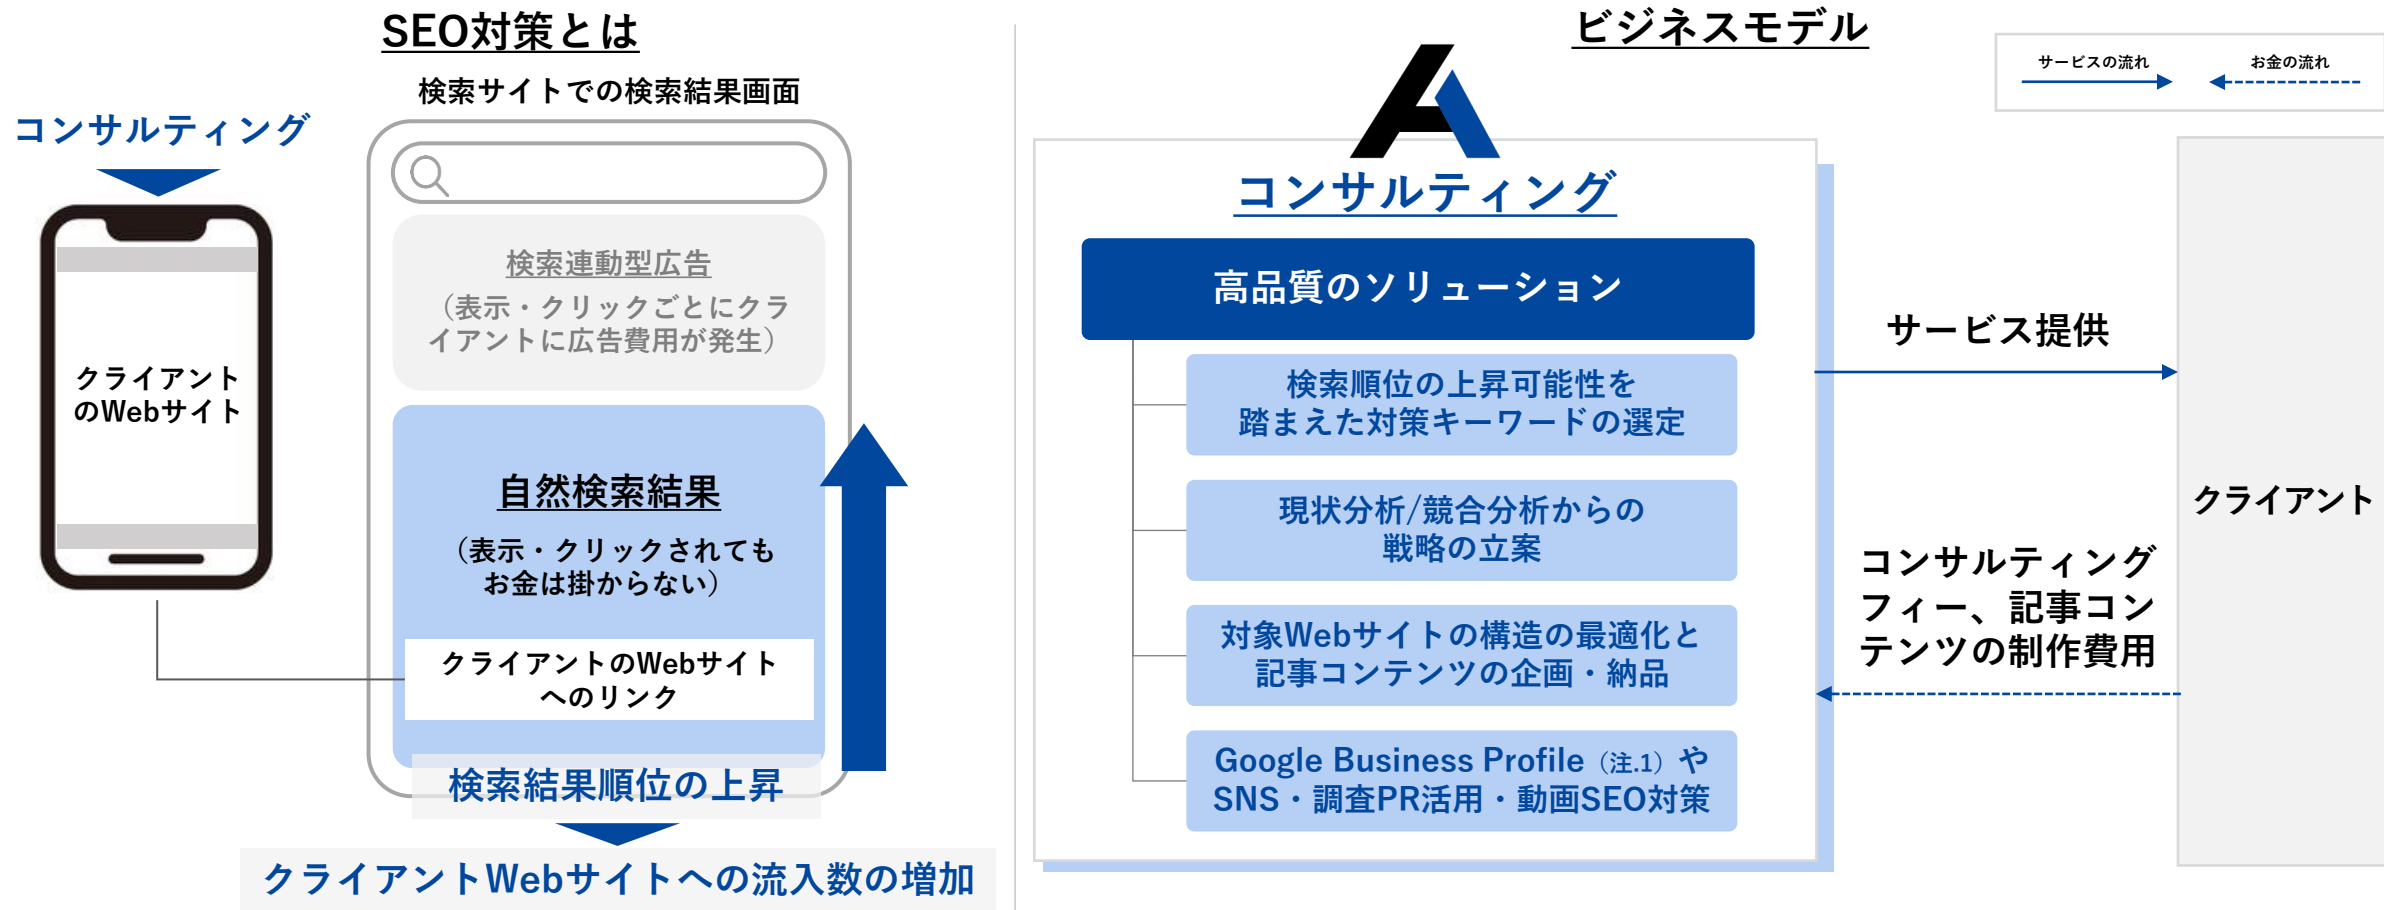 SEO対策とは
検索サイトでの検索結果画面
コンサルティング
クライアント
のWebサイト
検索連動型広告
（表示・クリックごとにクラ
イアントに広告費用が発生）
自然検索結果
（表示・クリックされても
お金は掛からない）
クライアントのWebサイト
へのリンク
検索結果順位の上昇
クライアントWebサイトへの流入数の増加
ビジネスモデル
サービスの流れ
お金の流れ
コンサルティング
高品質のソリューション
検索順位の上昇可能性を
踏まえた対策キーワードの選定
現状分析/競合分析からの
戦略の立案
対象Webサイトの構造の最適化と
記事コンテンツの企画・納品
Google Business Profile（注.1）や
SNS・調査PR活用・動画SEO対策
サービス提供
コンサルティング
フィー、記事コン
テンツの制作費用
クライアント